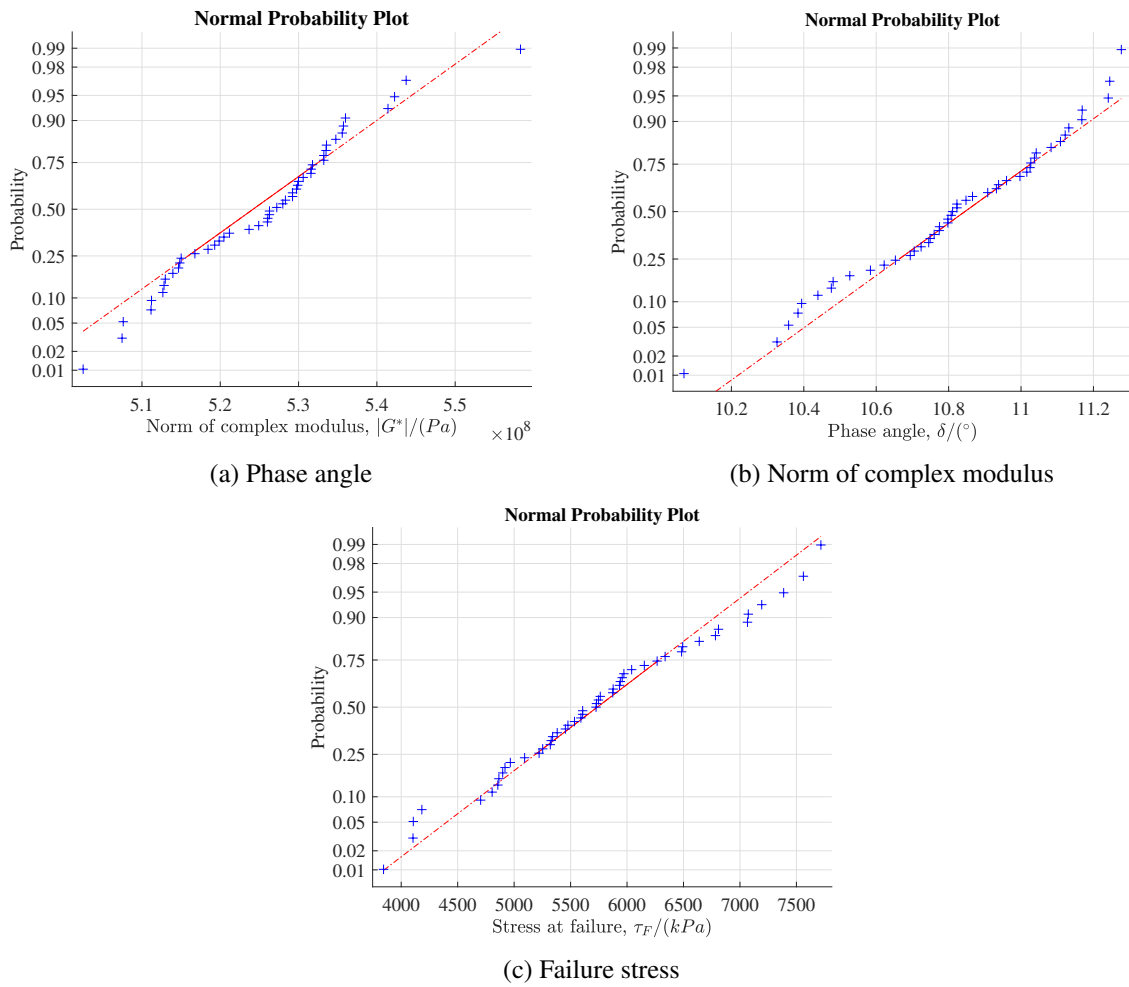 Normal Probability Plot
0.99
0.98
0.95
0.90
0.75
0.50
0.25
0.10
0.05
0.02
0.01
Probability
5.1 5.2 5.3 5.4 5.5
Norm of complex modulus, |G*|/(Pa) ×10⁸
(a) Phase angle
Normal Probability Plot
0.99
0.98
0.95
0.90
0.75
0.50
0.25
0.10
0.05
0.02
0.01
Probability
10.2 10.4 10.6 10.8 11 11.2
Phase angle, δ/(°)
(b) Norm of complex modulus
Normal Probability Plot
0.99
0.98
0.95
0.90
0.75
0.50
0.25
0.10
0.05
0.02
0.01
Probability
4000 4500 5000 5500 6000 6500 7000 7500
Stress at failure, τ_F/(kPa)
(c) Failure stress